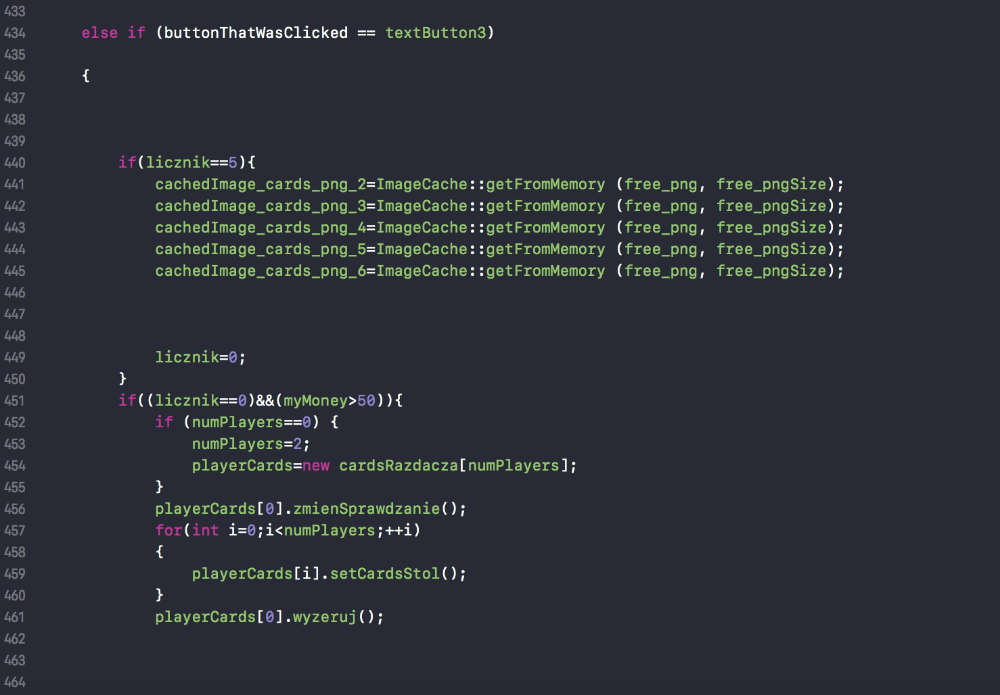 433
434 else if (buttonThatWasClicked == textButton3)
435
436 {
437
438
439
440 if(licznik==5){
441 cachedImage_cards_png_2=ImageCache::getFromMemory (free_png, free_pngSize);
442 cachedImage_cards_png_3=ImageCache::getFromMemory (free_png, free_pngSize);
443 cachedImage_cards_png_4=ImageCache::getFromMemory (free_png, free_pngSize);
444 cachedImage_cards_png_5=ImageCache::getFromMemory (free_png, free_pngSize);
445 cachedImage_cards_png_6=ImageCache::getFromMemory (free_png, free_pngSize);
446
447
448
449 licznik=0;
450 }
451 if((licznik==0)&&(myMoney>50)){
452 if (numPlayers==0) {
453 numPlayers=2;
454 playerCards=new cardsRazdacza[numPlayers];
455 }
456 playerCards[0].zmienSprawdzanie();
457 for(int i=0;i<numPlayers;++i)
458 {
459 playerCards[i].setCardsStol();
460 }
461 playerCards[0].wyzeruj();
462
463
464